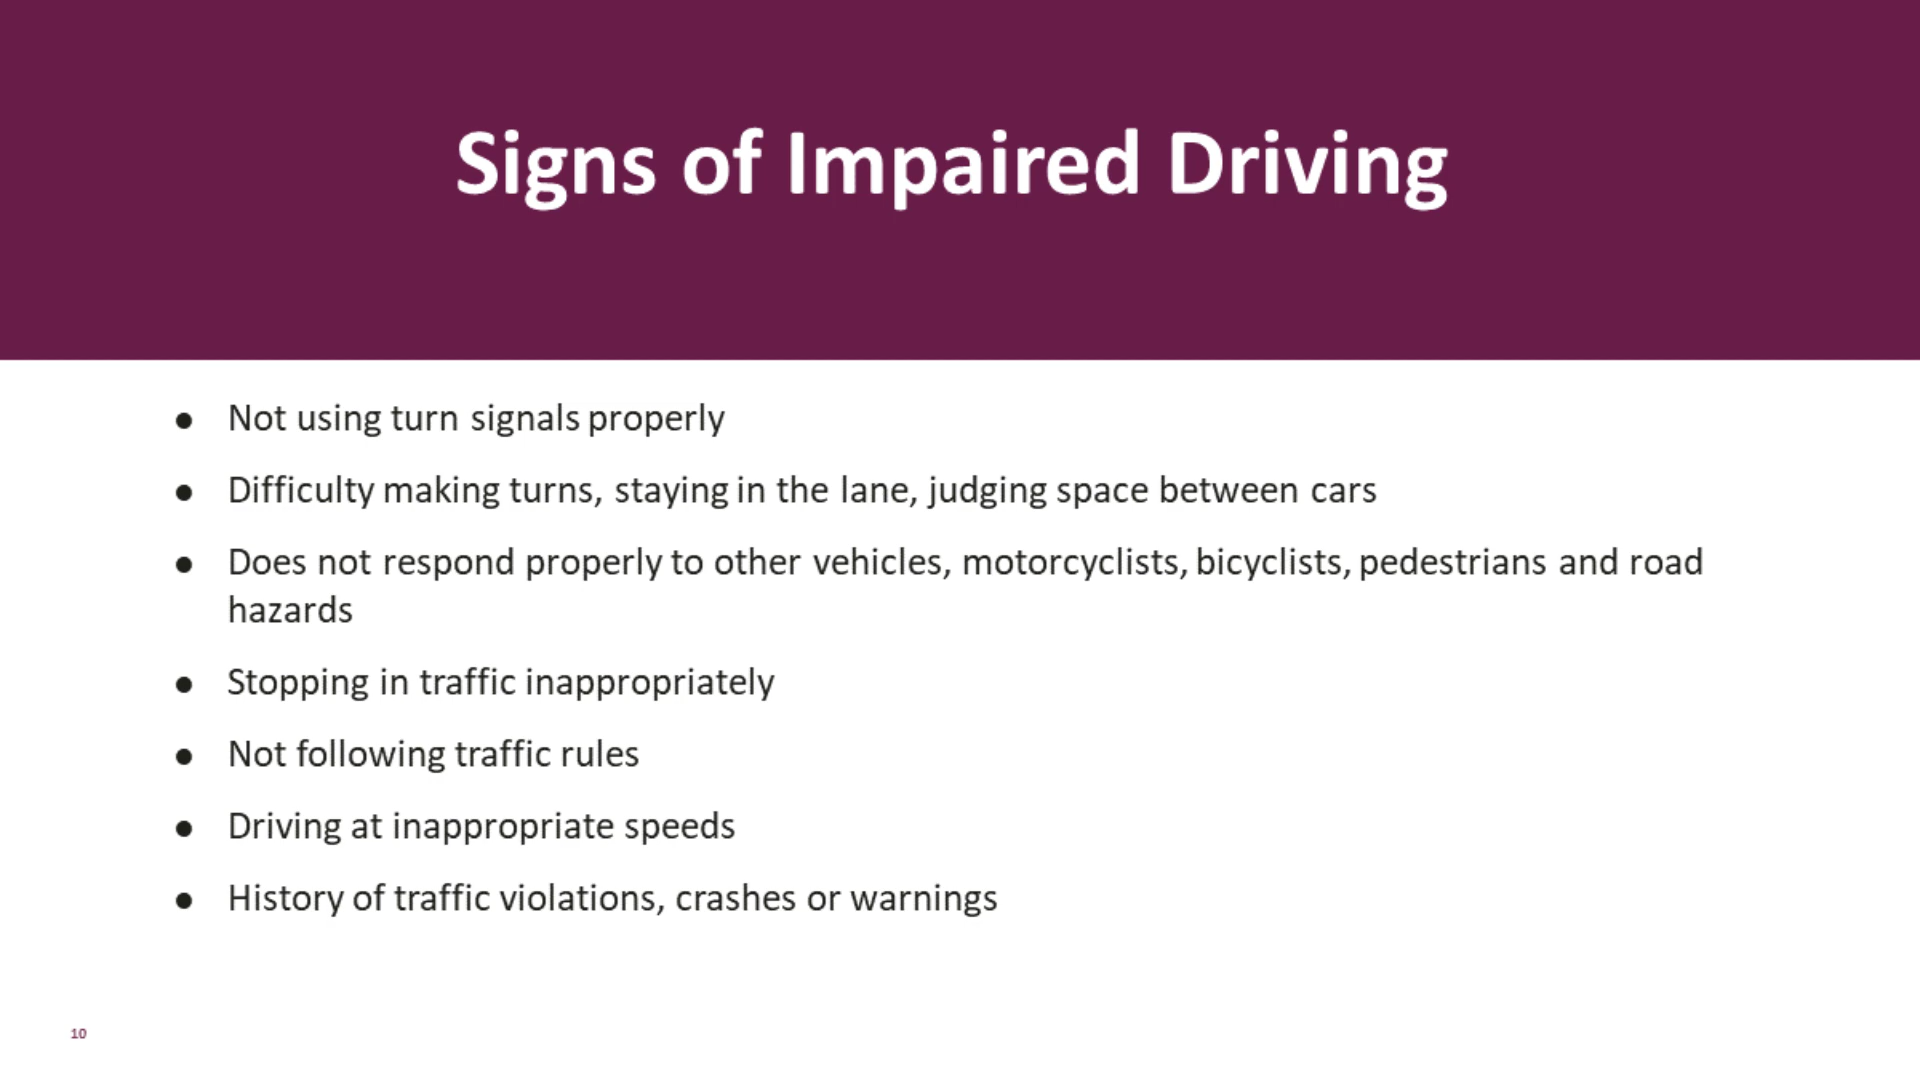 Signs of Impaired Driving
● Not using turn signals properly
● Difficulty making turns, staying in the lane, judging space between cars
● Does not respond properly to other vehicles, motorcyclists, bicyclists, pedestrians and road
hazards
● Stopping in traffic inappropriately
● Not following traffic rules
● Driving at inappropriate speeds
● History of traffic violations, crashes or warnings
10